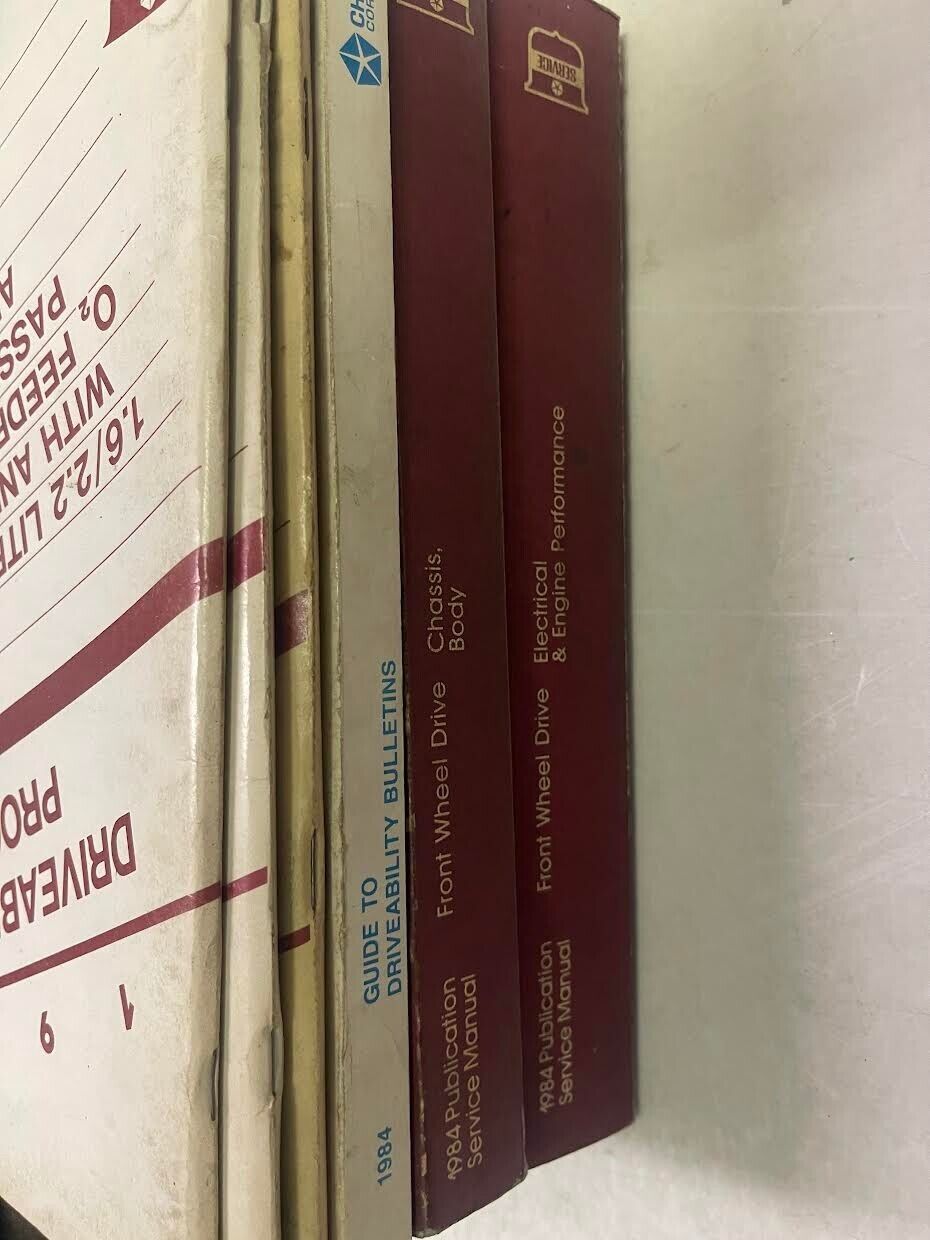 1984 Publication
Service Manual
Front Wheel Drive
Electrical
& Engine Performance
SERVICE
1984 Publication
Service Manual
Front Wheel Drive
Chassis,
Body
1984
GUIDE TO
DRIVEABILITY BULLETINS
Ch
COR
1 9
DRIVEAB
PRO
1.6/2.2 LITE
WITH AN
O2 FEEDB
PASS
A